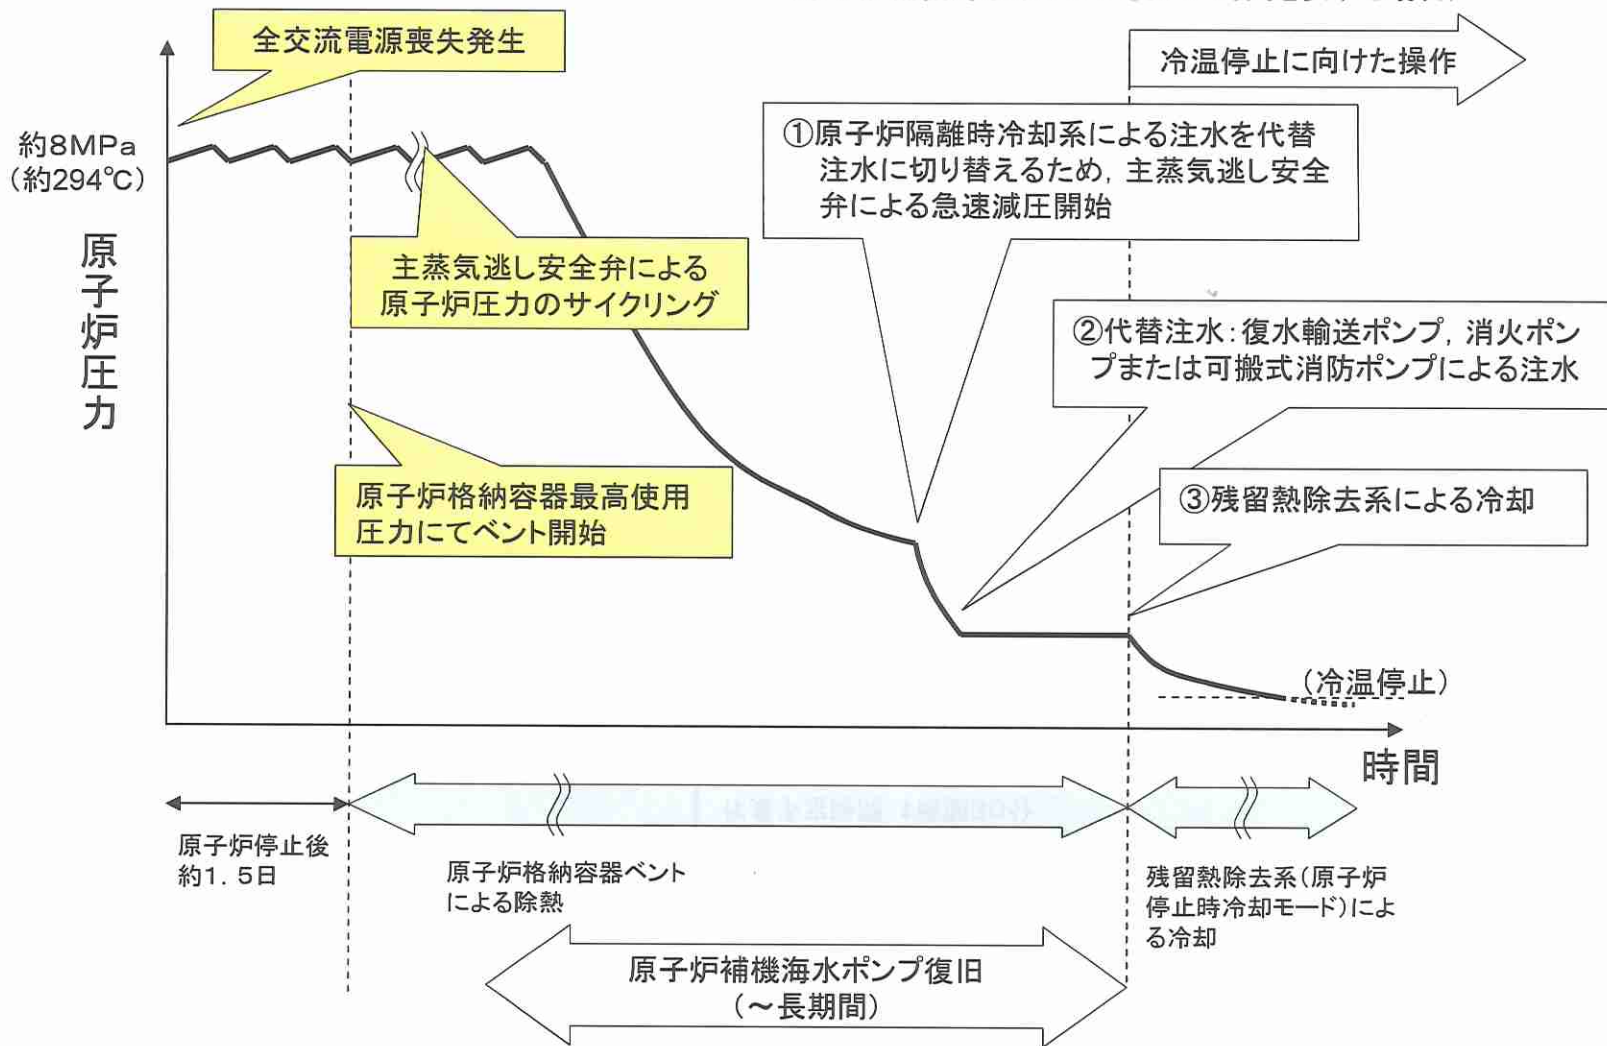 全交流電源喪失発生
冷温停止に向けた操作
約8MPa
(約294℃)
原子炉圧力
①原子炉隔離時冷却系による注水を代替
注水に切り替えるため，主蒸気逃し安全
弁による急速減圧開始
主蒸気逃し安全弁による
原子炉圧力のサイクリング
②代替注水：復水輸送ポンプ，消火ポン
プまたは可搬式消防ポンプによる注水
原子炉格納容器最高使用
圧力にてベント開始
③残留熱除去系による冷却
(冷温停止)
時間
原子炉停止後
約1．5日
原子炉格納容器ベント
による除熱
残留熱除去系(原子炉
停止時冷却モード)によ
る冷却
原子炉補機海水ポンプ復旧
(～長期間)